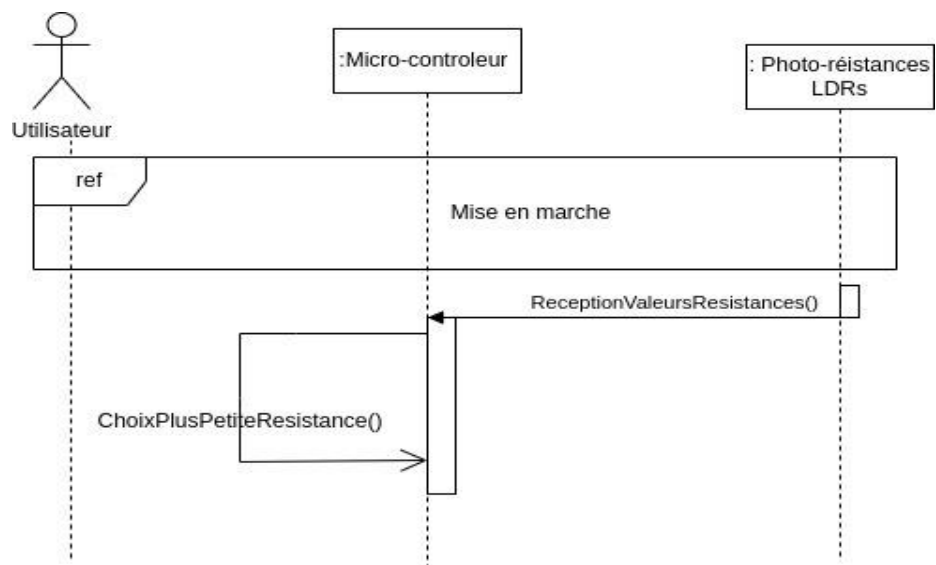 :Micro-controleur
: Photo-réistances
LDRs
Utilisateur
ref
Mise en marche
ReceptionValeursResistances()
ChoixPlusPetiteResistance()